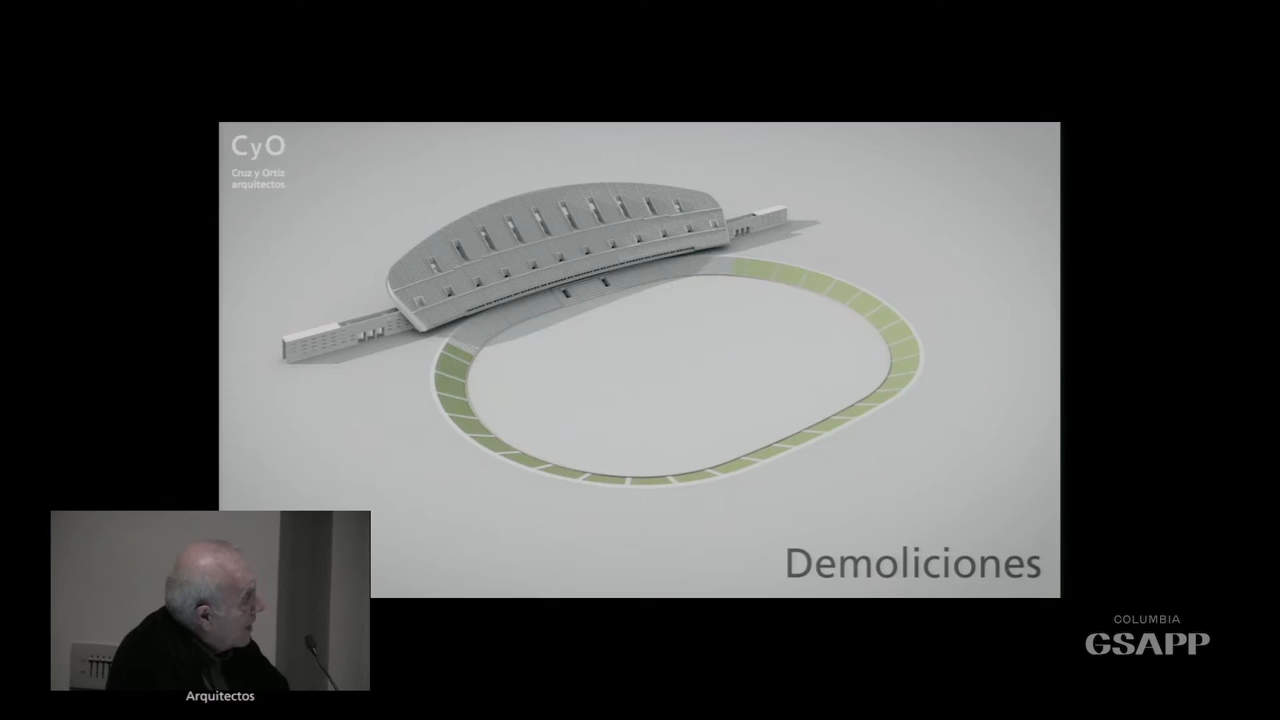 CyO
Cruz y Ortiz
arquitectos
Demoliciones
COLUMBIA
GSAPP
Arquitectos